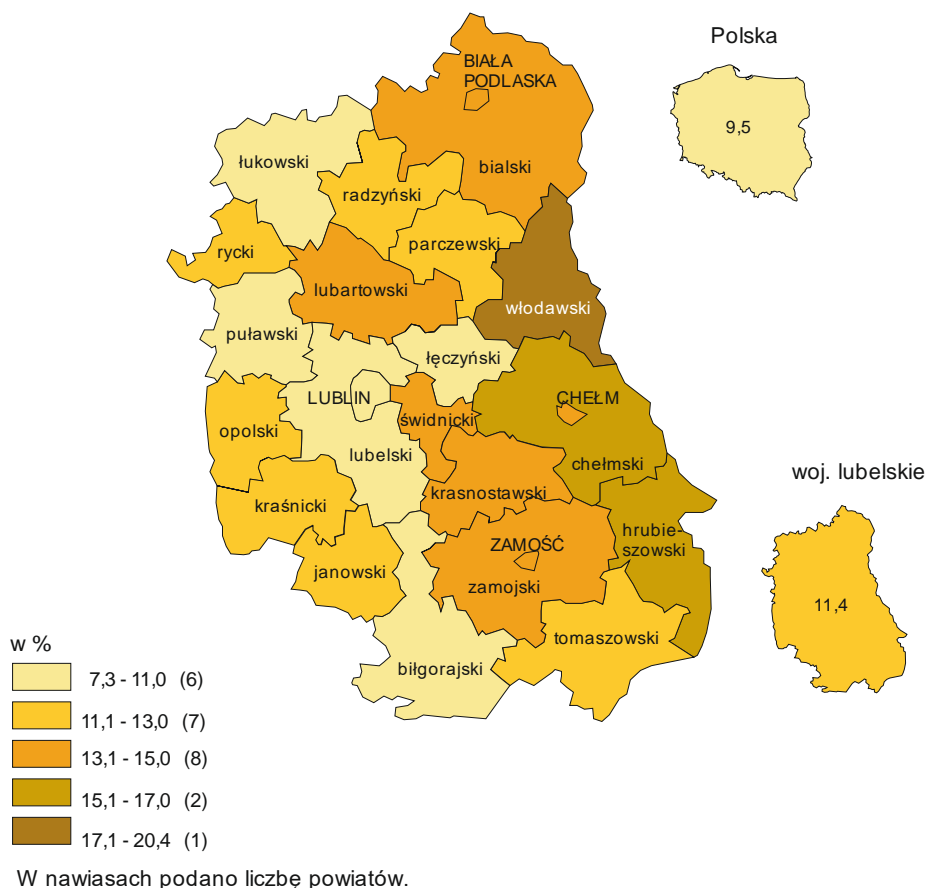 Polska
9,5
BIAŁA
PODLASKA
bialski
łukowski
radzyński
rycki
parczewski
lubartowski
włodawski
puławski
łęczyński
LUBLIN
CHEŁM
świdnicki
opolski
lubelski
chełmski
kraśnicki
krasnostawski
hrubie-
szowski
ZAMOŚĆ
janowski
zamojski
tomaszowski
biłgorajski
woj. lubelskie
11,4
w %
7,3 - 11,0 (6)
11,1 - 13,0 (7)
13,1 - 15,0 (8)
15,1 - 17,0 (2)
17,1 - 20,4 (1)
W nawiasach podano liczbę powiatów.